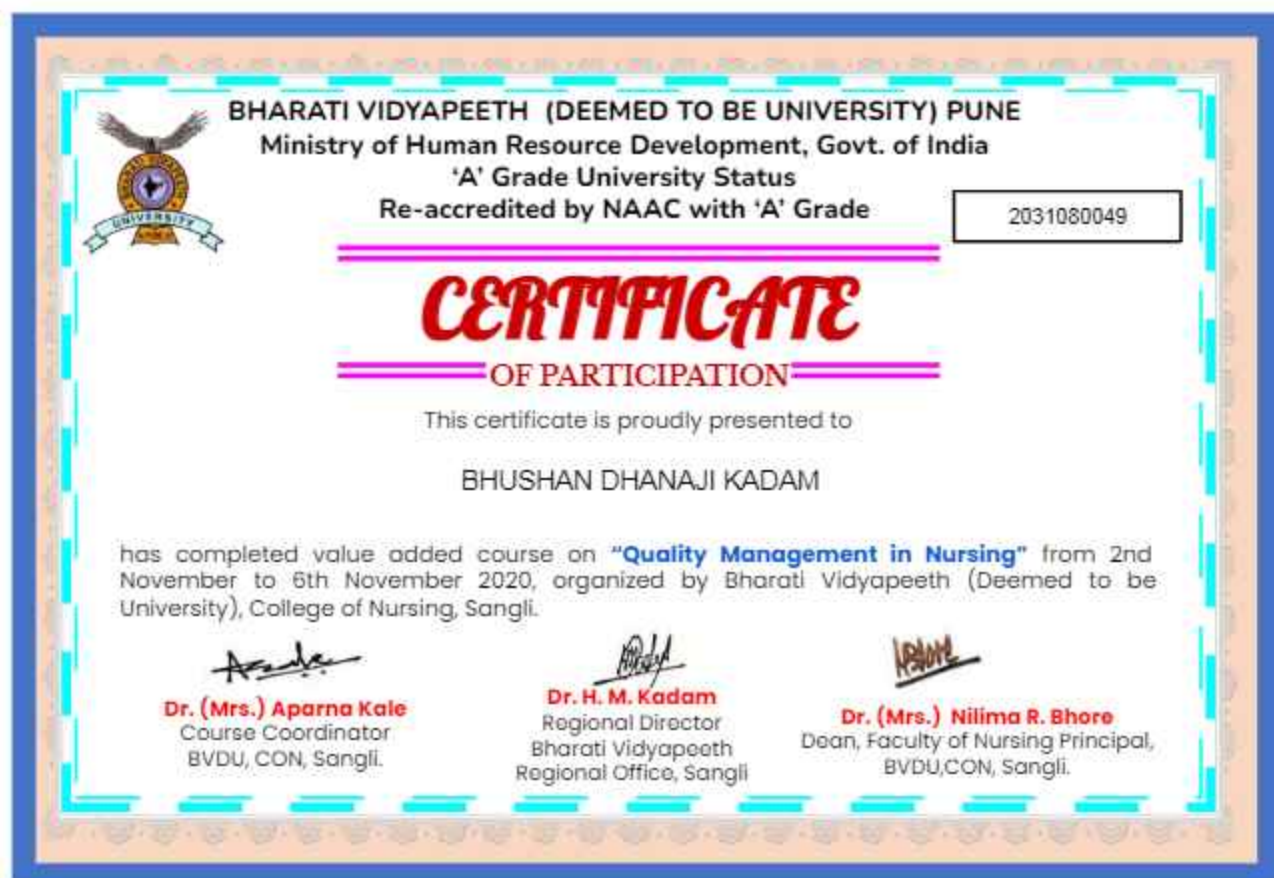 BHARATI VIDYAPEETH (DEEMED TO BE UNIVERSITY) PUNE
Ministry of Human Resource Development, Govt. of India
‘A’ Grade University Status
Re-accredited by NAAC with ‘A’ Grade
2031080049
BHARATI VIDYAPEETH
UNIVERSITY
CERTIFICATE
OF PARTICIPATION
This certificate is proudly presented to
BHUSHAN DHANAJI KADAM
has completed value added course on “Quality Management in Nursing” from 2nd
November to 6th November 2020, organized by Bharati Vidyapeeth (Deemed to be
University), College of Nursing, Sangli.
Dr. (Mrs.) Aparna Kale
Course Coordinator
BVDU, CON, Sangli.
Dr. H. M. Kadam
Regional Director
Bharati Vidyapeeth
Regional Office, Sangli
Dr. (Mrs.) Nilima R. Bhore
Dean, Faculty of Nursing Principal,
BVDU,CON, Sangli.